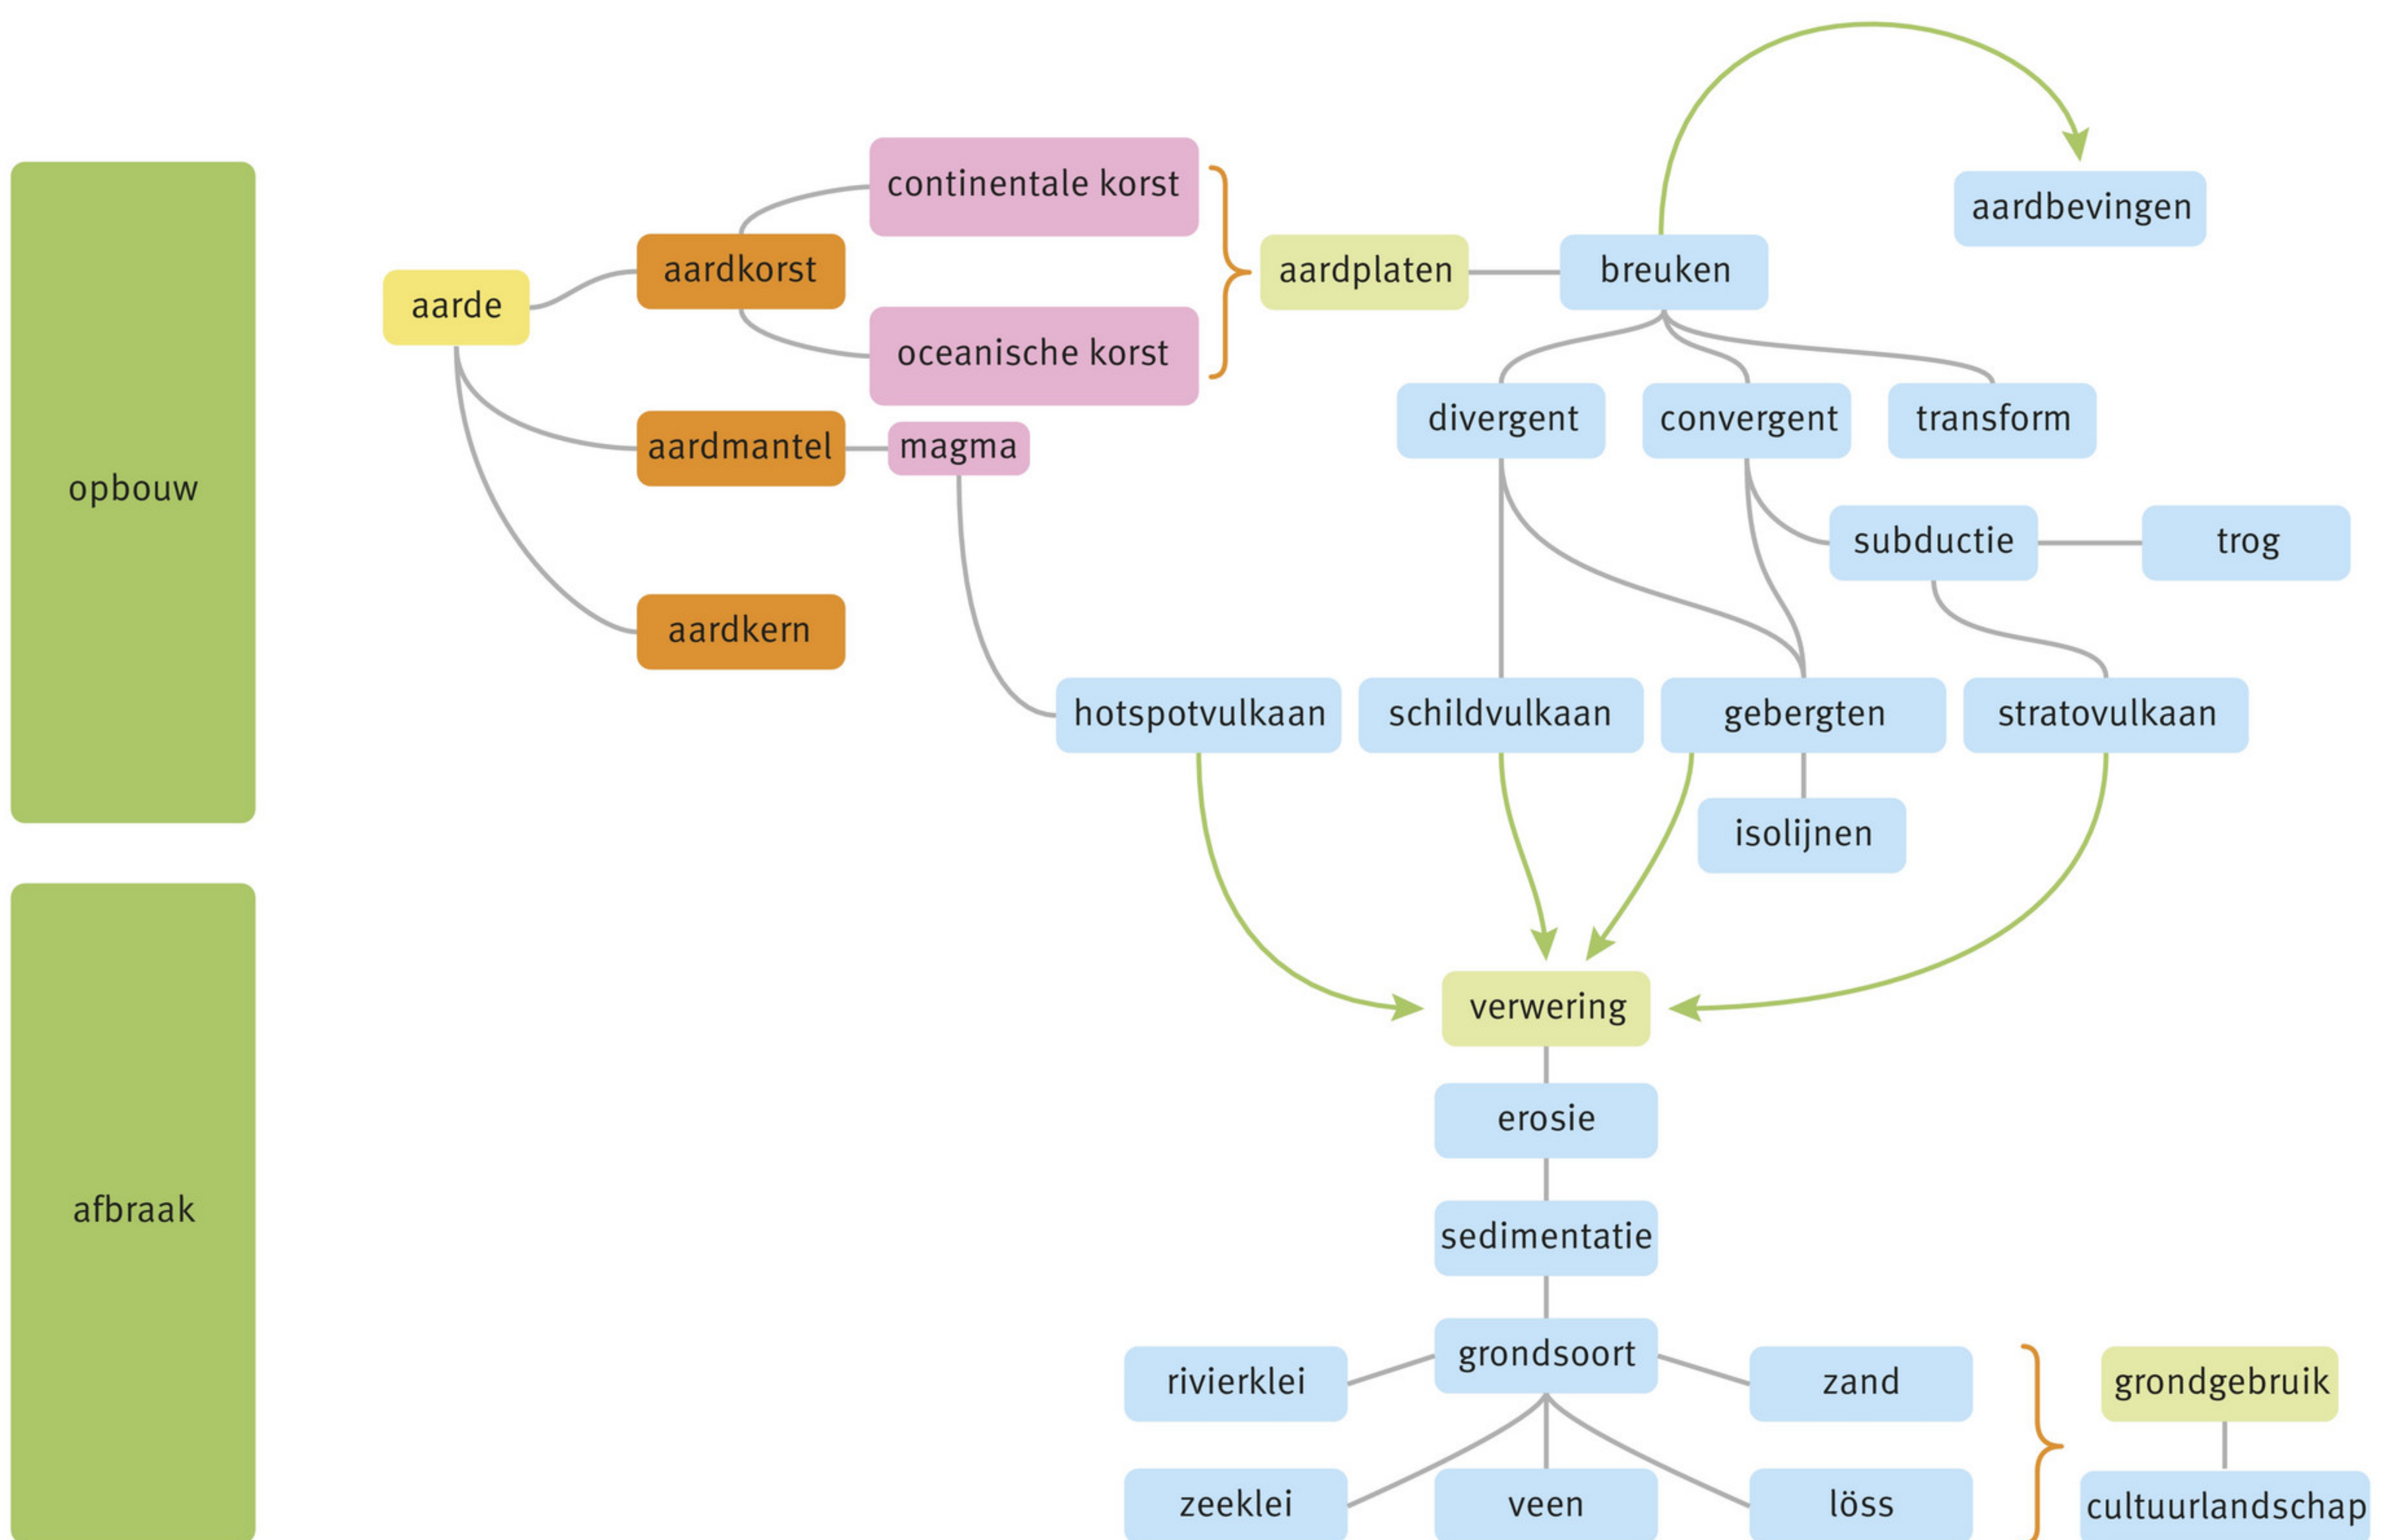 opbouw
aarde
aardkorst
continentale korst
oceanische korst
aardmantel
magma
aardkern
aardplaten
breuken
aardbevingen
divergent
convergent
transform
subductie
trog
hotspotvulkaan
schildvulkaan
gebergten
stratovulkaan
isolijnen
afbraak
verwering
erosie
sedimentatie
grondsoort
rivierklei
zand
zeeklei
veen
löss
grondgebruik
cultuurlandschap